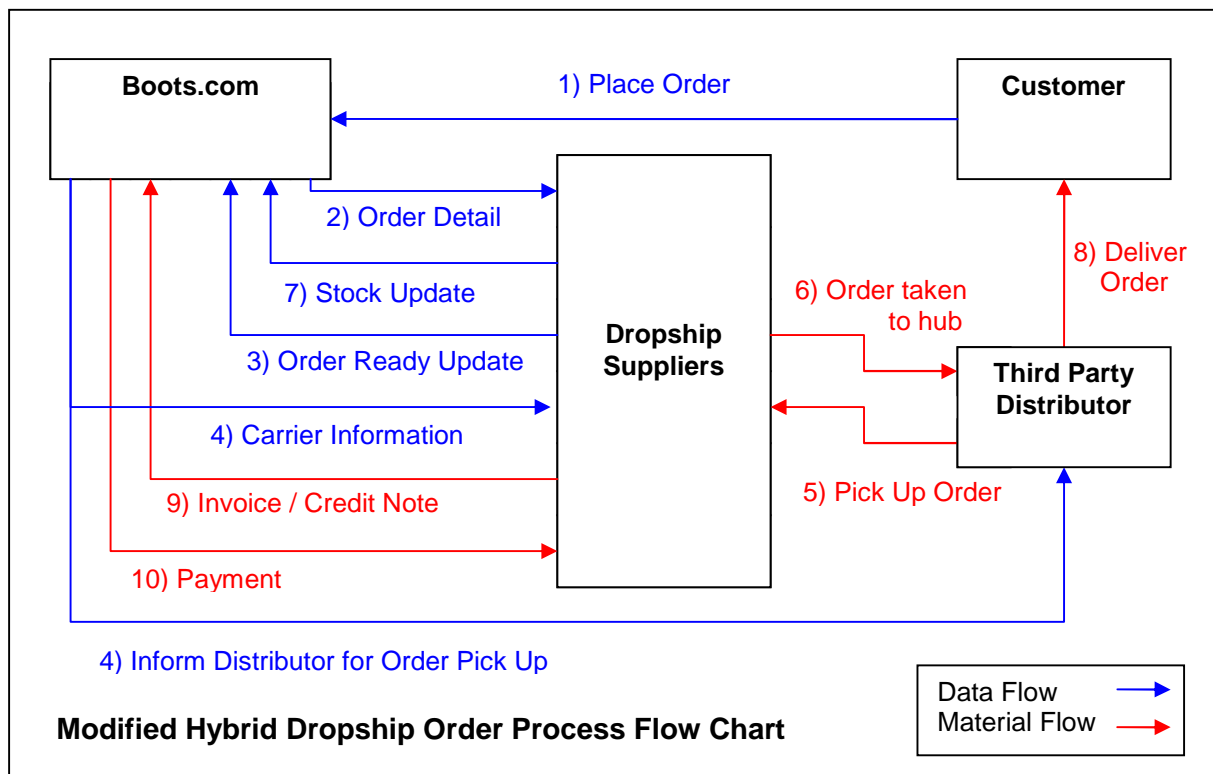 Boots.com
1) Place Order
Customer
2) Order Detail
7) Stock Update
3) Order Ready Update
4) Carrier Information
9) Invoice / Credit Note
10) Payment
Dropship
Suppliers
6) Order taken
to hub
8) Deliver
Order
Third Party
Distributor
5) Pick Up Order
4) Inform Distributor for Order Pick Up
Modified Hybrid Dropship Order Process Flow Chart
Data Flow
Material Flow